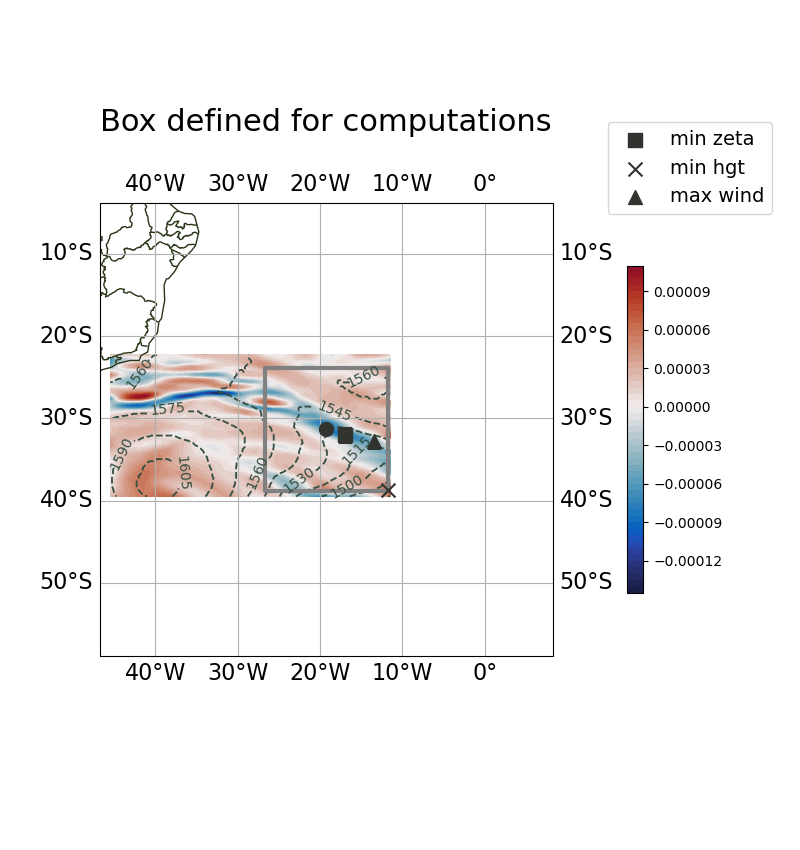 Box defined for computations
min zeta
min hgt
max wind
40°W 30°W 20°W 10°W 0°
10°S 10°S
20°S 20°S
30°S 30°S
40°S 40°S
50°S 50°S
40°W 30°W 20°W 10°W 0°
1560
1575
1590
1605
1560
1530
1500
1515
1545
1560
0.00009
0.00006
0.00003
0.00000
−0.00003
−0.00006
−0.00009
−0.00012